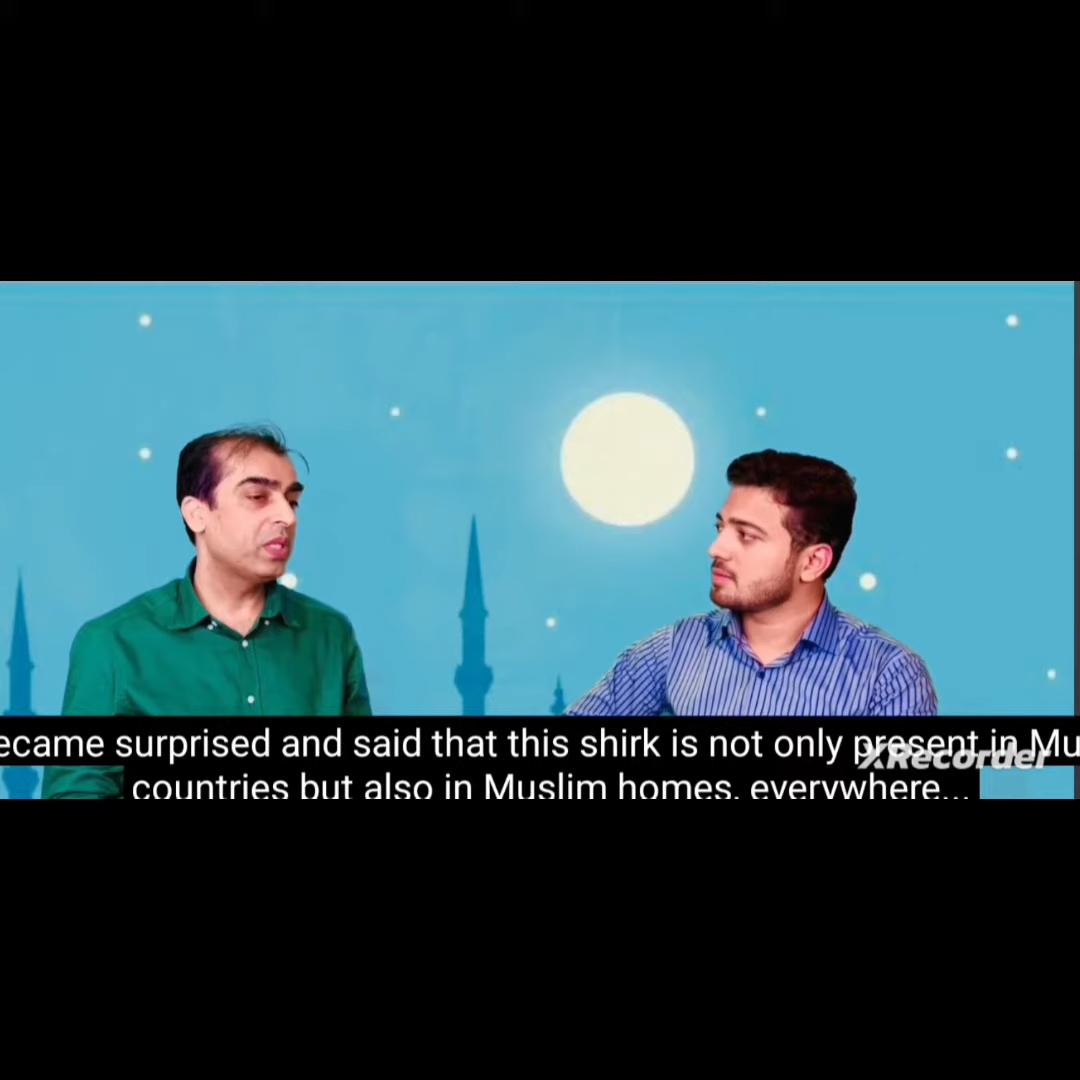 ecame surprised and said that this shirk is not only present in Mu
countries but also in Muslim homes, everywhere...
XRecorder